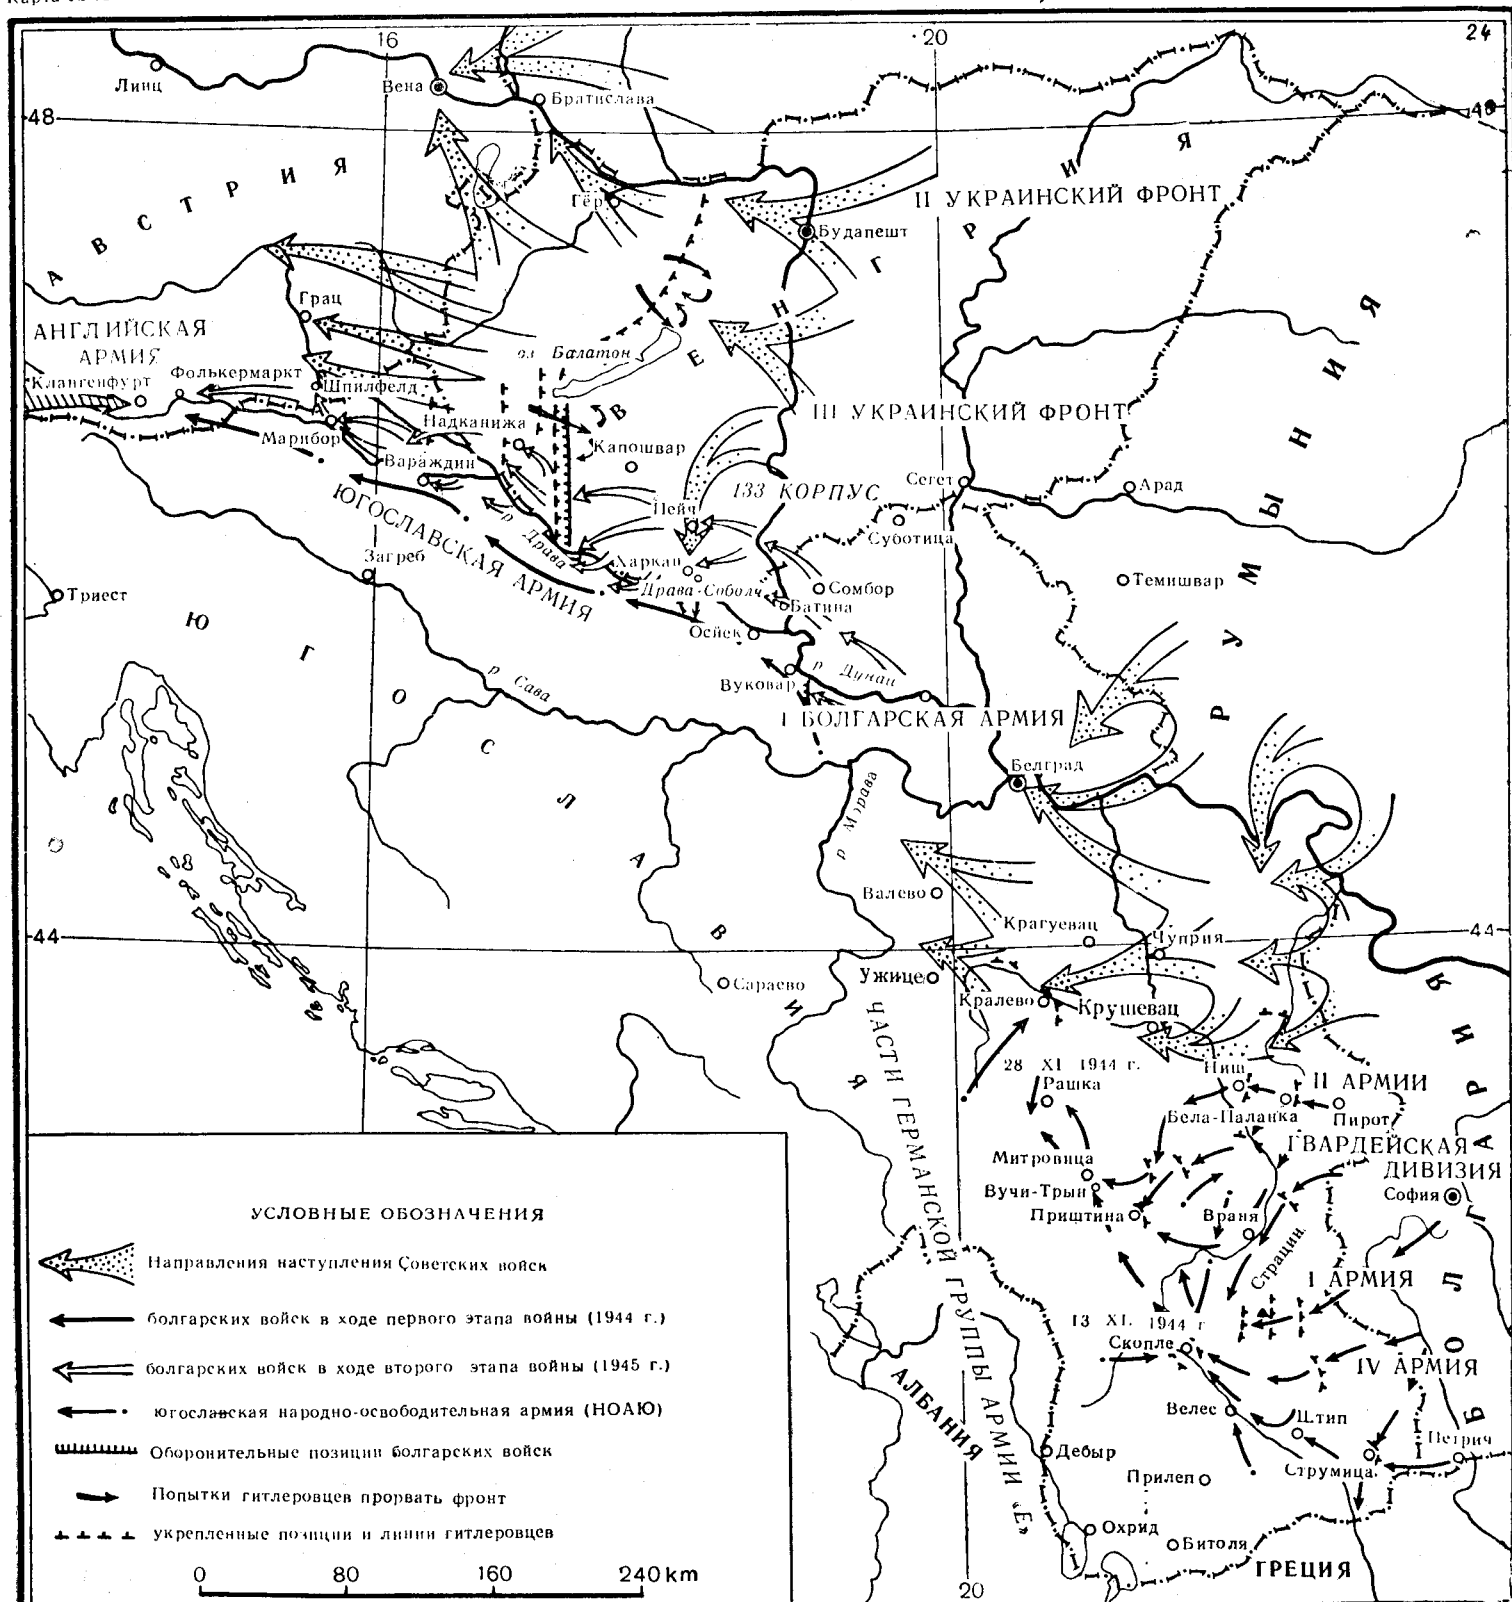 16
20
24
Линц
Вена
Братислава
48
48
А В С Т Р И Я
Гёр
II УКРАИНСКИЙ ФРОНТ
Будапешт
В Е Н Г Р И Я
Грац
АНГЛИЙСКАЯ
АРМИЯ
оз Балатон
Клангенфурт
Фолькермаркт
Шпилфелд
III УКРАИНСКИЙ ФРОНТ
Марибор
Надканижа
Капошвар
Вараждин
133 КОРПУС
Сегет
Арад
ЮГОСЛАВСКАЯ АРМИЯ
р Драва
Пейч
Суботица
Загреб
Харкан
Темишвар
Триест
Драва-Соболч
Сомбор
Батина
Осйек
Р У М Ы Н И Я
р Сава
Вуковар
р Дунаи
I БОЛГАРСКАЯ АРМИЯ
Белград
Ю Г О С Л А В И Я
р Морава
Валево
Крагуевац
44
44
Чуприя
Сараево
Ужице
Кралево
Крушевац
ЧАСТИ ГЕРМАНСКОЙ ГРУППЫ АРМИИ «Е»
28 XI 1944 г.
Рашка
Ниш
II АРМИИ
Бела-Паланка
Пирот
ГВАРДЕЙСКАЯ
ДИВИЗИЯ
Митровица
Вучи-Трын
София
Приштина
Враня
Страцин
I АРМИЯ
13 XI. 1944 г
Скопле
IV АРМИЯ
АЛБАНИЯ
Велес
Штип
Петрич
Дебыр
Прилеп
Струмица
Охрид
Битоля
ГРЕЦИЯ
Б О Л Г А Р И Я
20
УСЛОВНЫЕ ОБОЗНАЧЕНИЯ
Направления наступления Советских войск
болгарских войск в ходе первого этапа войны (1944 г.)
болгарских войск в ходе второго этапа войны (1945 г.)
югославская народно-освободительная армия (НОАЮ)
Оборонительные позиции болгарских войск
Попытки гитлеровцев прорвать фронт
укрепленные позиции и линии гитлеровцев
0 80 160 240 km